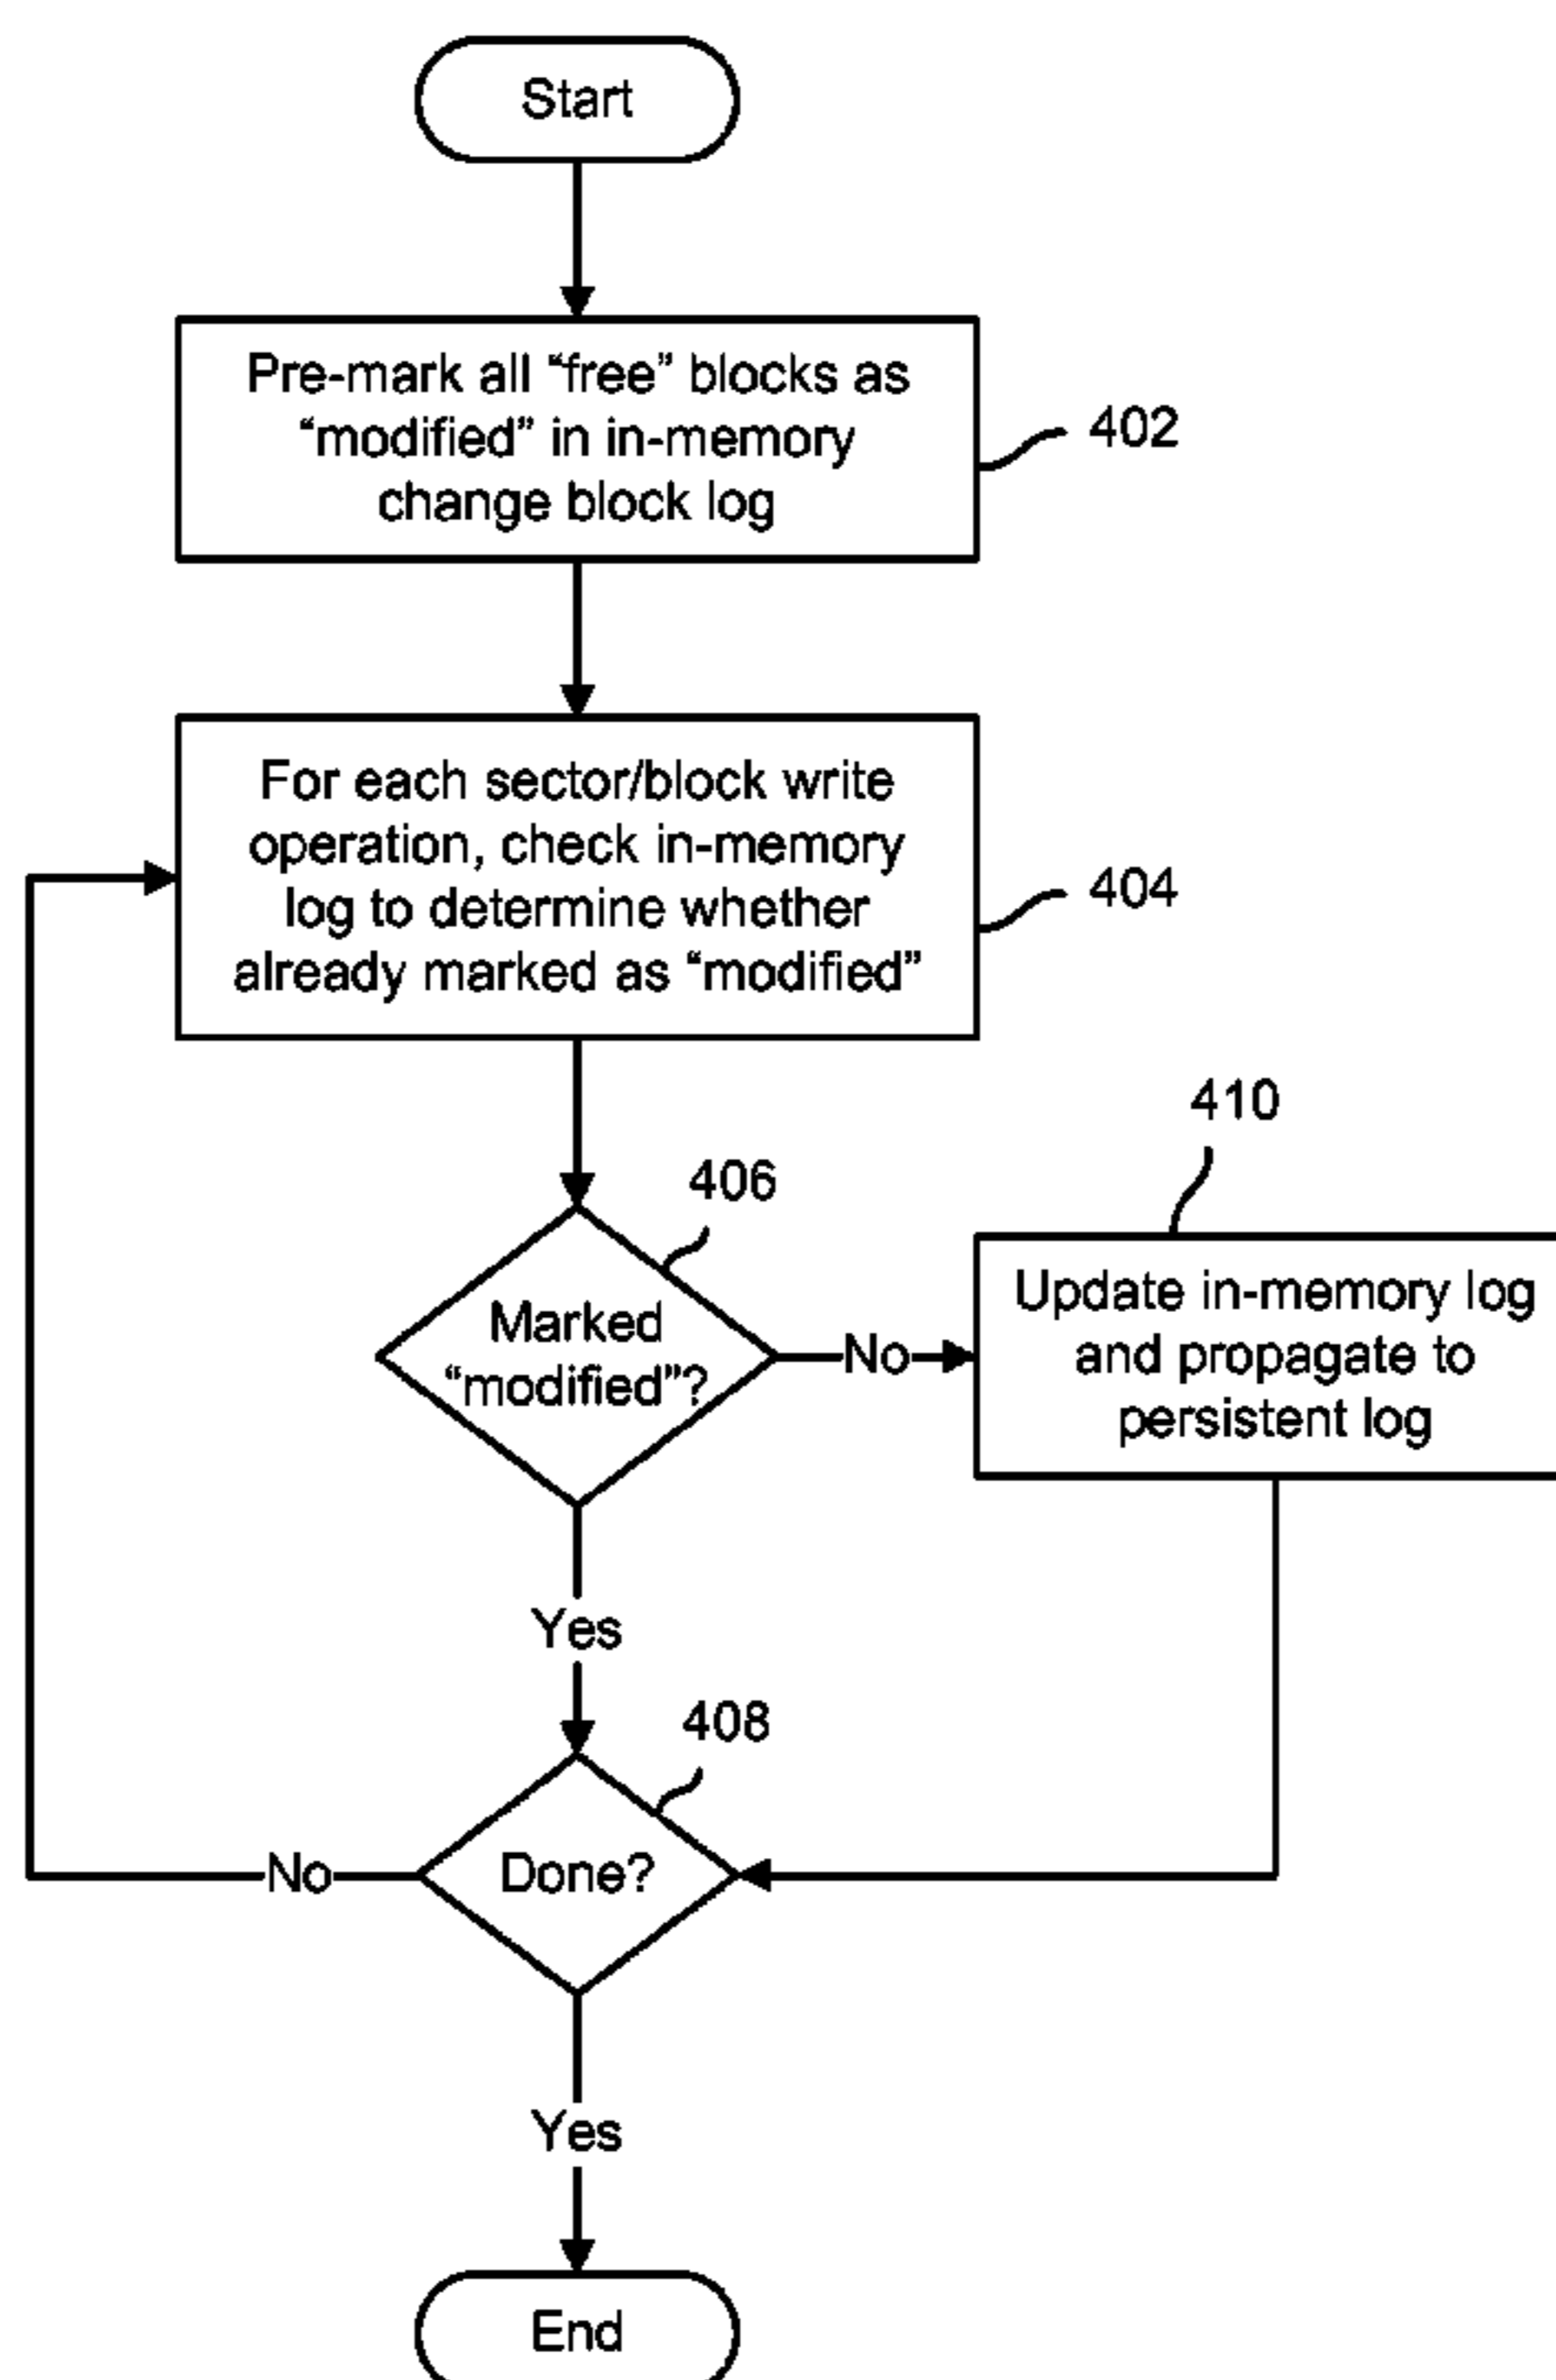 Start
Pre-mark all “free” blocks as
“modified” in in-memory
change block log
402
For each sector/block write
operation, check in-memory
log to determine whether
already marked as “modified”
404
410
406
Marked
“modified”?
No
Update in-memory log
and propagate to
persistent log
Yes
408
Done?
No
Yes
End